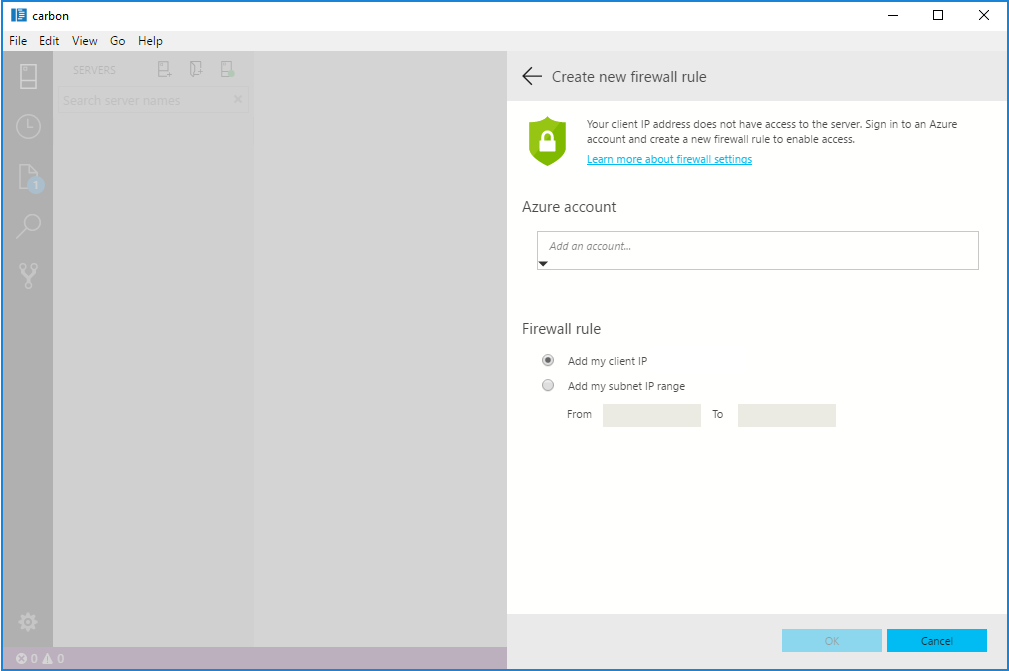 carbon
File Edit View Go Help
SERVERS
Search server names
1
Create new firewall rule
Your client IP address does not have access to the server. Sign in to an Azure
account and create a new firewall rule to enable access.
Learn more about firewall settings
Azure account
Add an account...
Firewall rule
Add my client IP
Add my subnet IP range
From To
OK Cancel
0 0